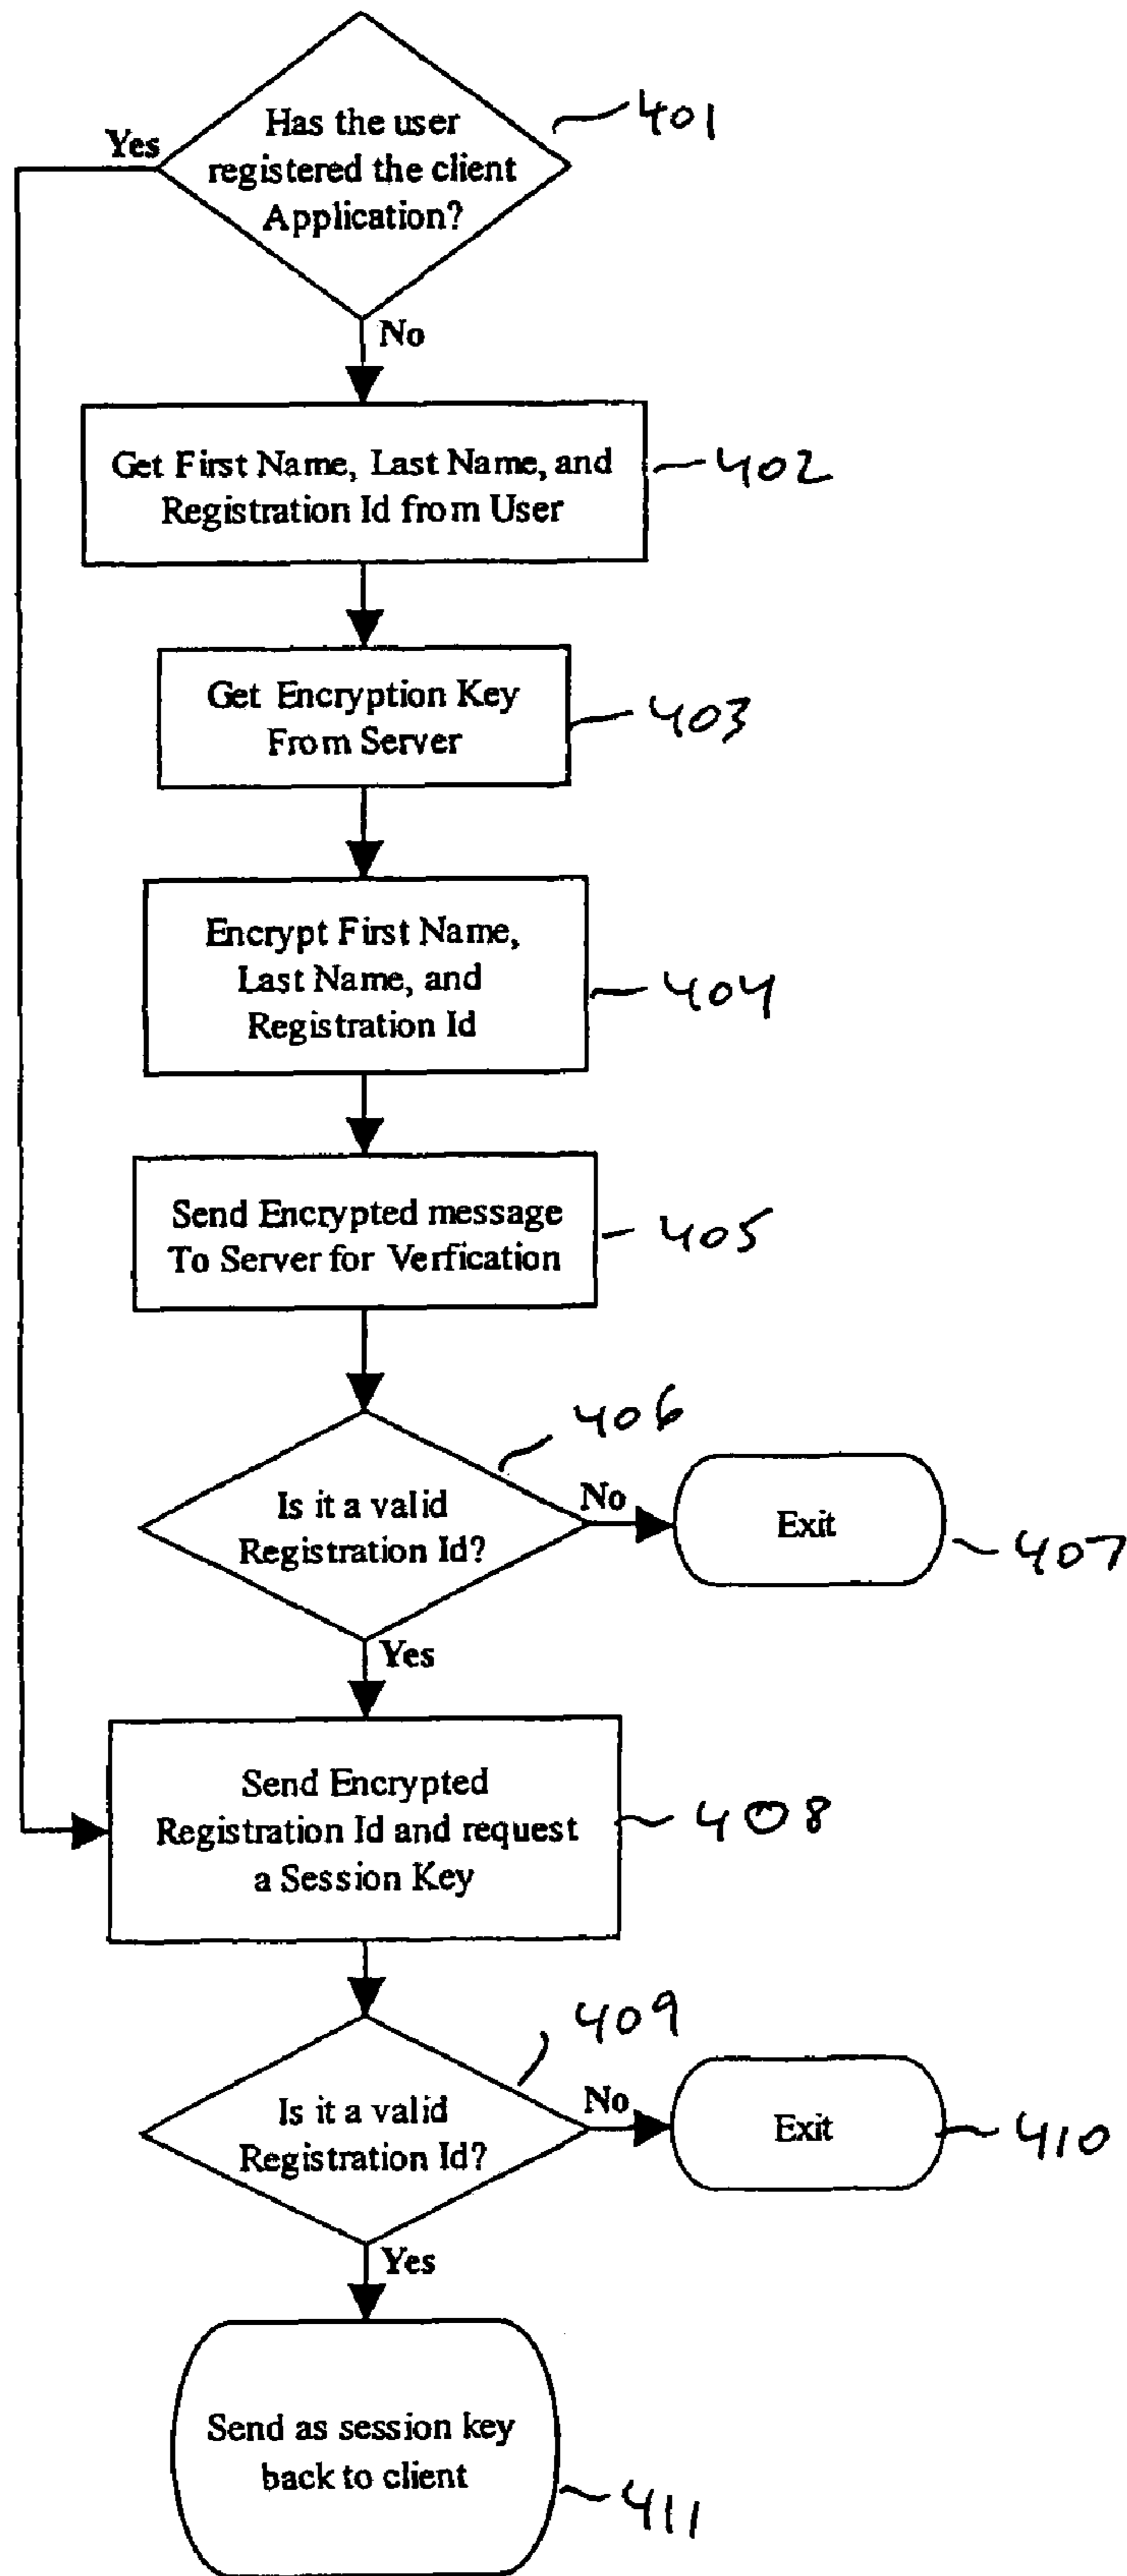 Has the user
registered the client
Application?
401
Yes
No
Get First Name, Last Name, and
Registration Id from User
402
Get Encryption Key
From Server
403
Encrypt First Name,
Last Name, and
Registration Id
404
Send Encrypted message
To Server for Verfication
405
406
Is it a valid
Registration Id?
No
Exit
407
Yes
Send Encrypted
Registration Id and request
a Session Key
408
409
Is it a valid
Registration Id?
No
Exit
410
Yes
Send as session key
back to client
411